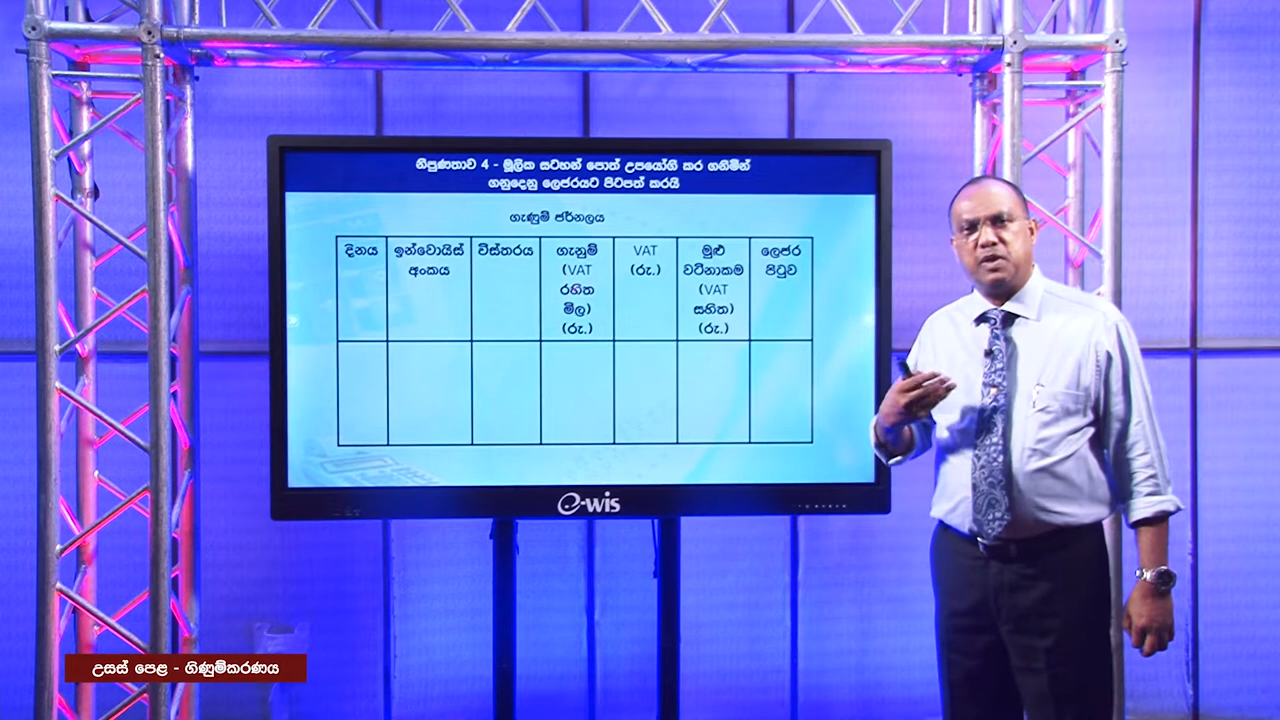 නිපුණතාව 4 - මූලික සටහන් පොත් උපයෝගී කර ගනිමින්
ගනුදෙනු ලෙජරයට පිටපත් කරයි
ගැණුම් ජර්නලය
දිනය
ඉන්වොයිස්
අංකය
විස්තරය
ගැනුම්
(VAT
රහිත
මිල)
(රු.)
VAT
(රු.)
මුළු
වටිනාකම
(VAT
සහිත)
(රු.)
ලෙජර
පිටුව
e-wis
උසස් පෙළ - ගිණුම්කරණය